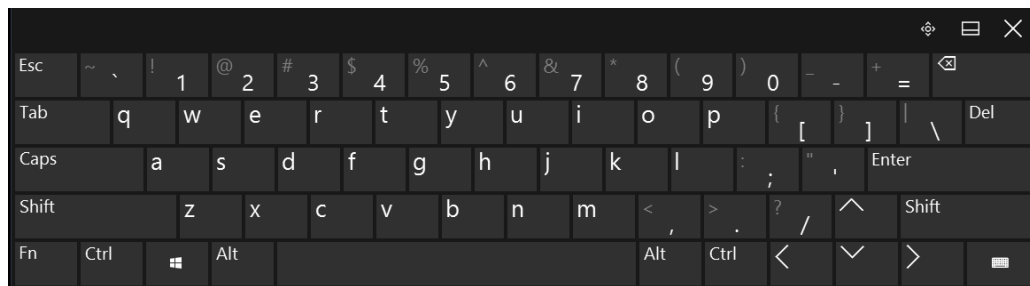 Esc ~ ` ! 1 @ 2 # 3 $ 4 % 5 ^ 6 & 7 * 8 ( 9 ) 0 _ - + =
Tab q w e r t y u i o p { [ } ] | \ Del
Caps a s d f g h j k l : ; " ' Enter
Shift z x c v b n m < , > . ? / Shift
Fn Ctrl Alt Alt Ctrl